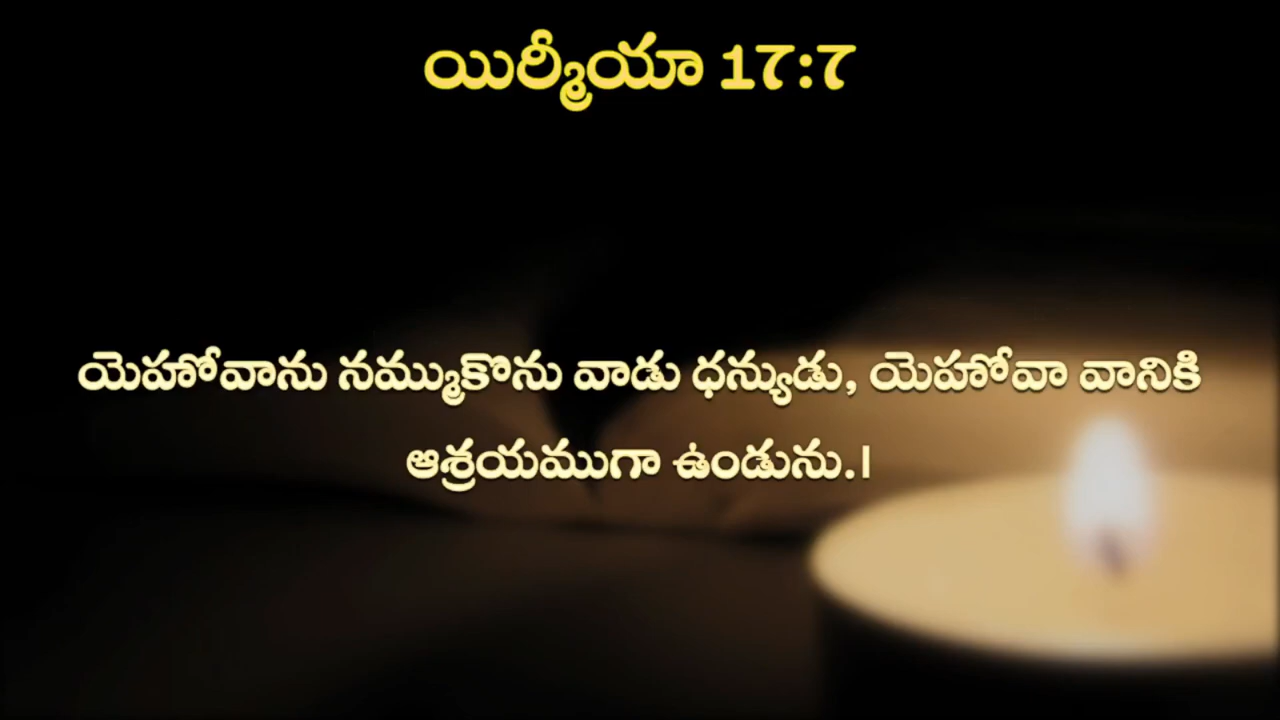 యిర్మీయా 17:7
యెహోవాను నమ్ముకొను వాడు ధన్యుడు, యెహోవా వానికి
ఆశ్రయముగా ఉండును.।